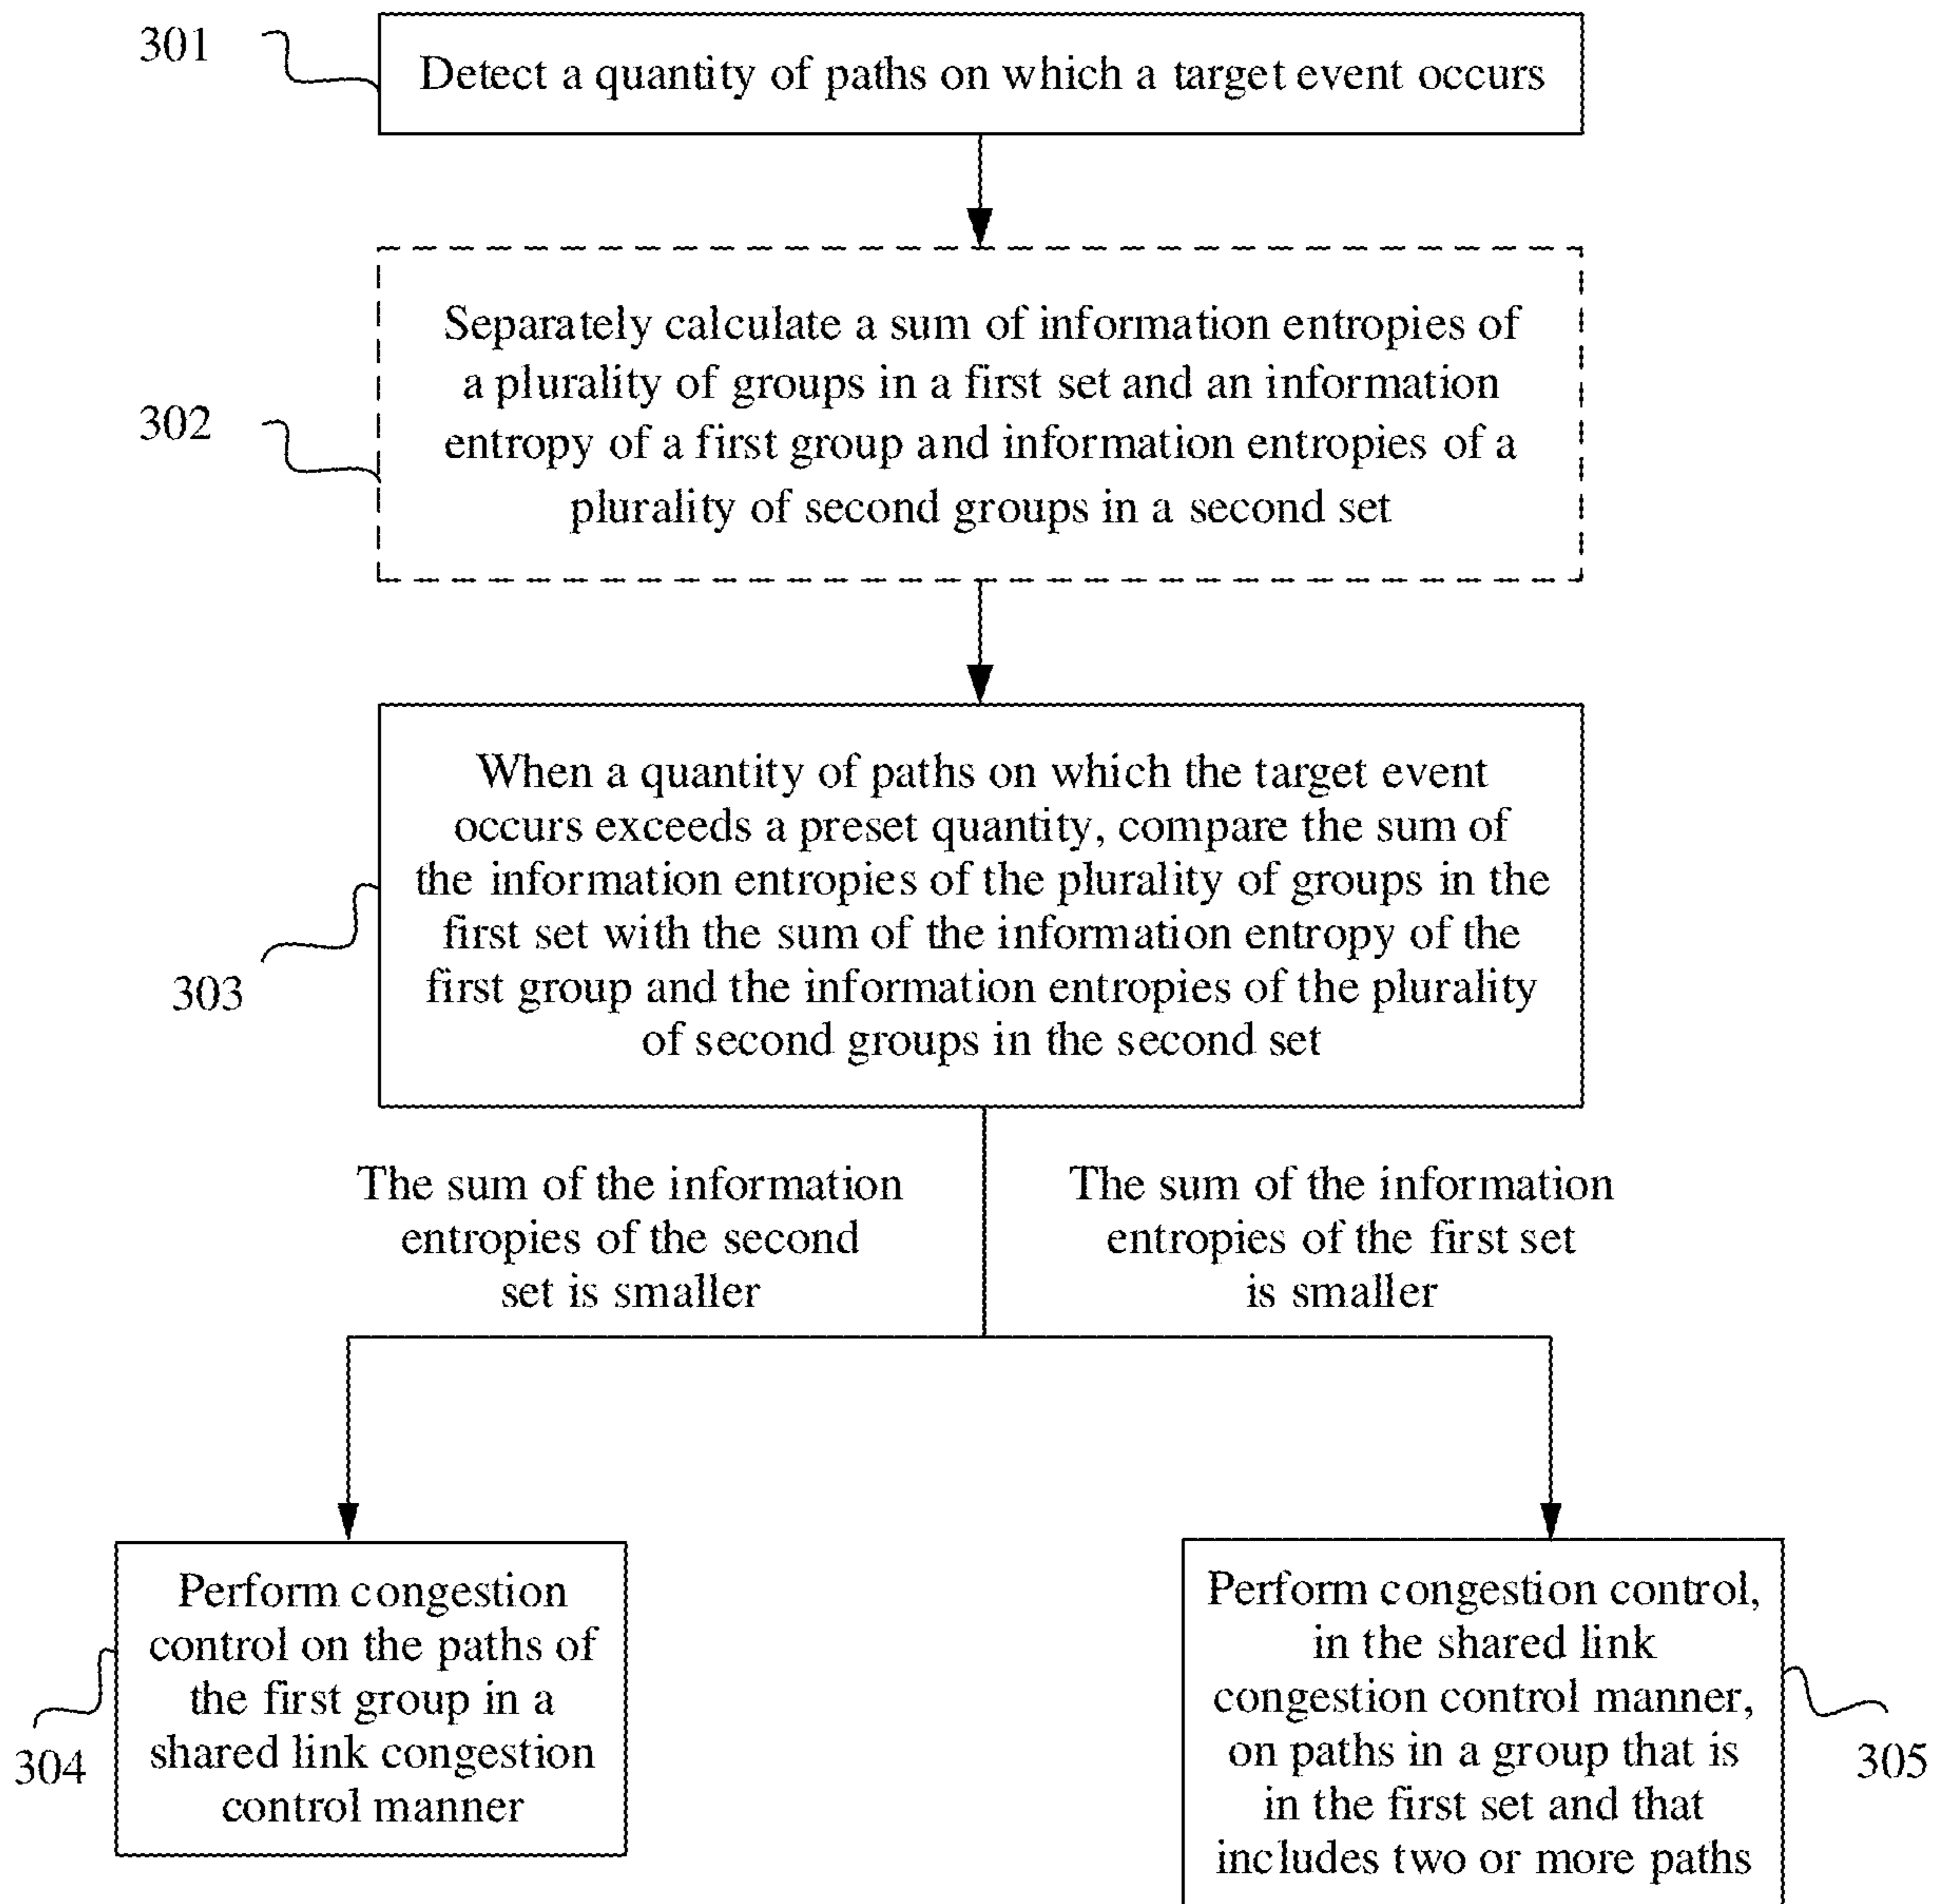 301
Detect a quantity of paths on which a target event occurs
Separately calculate a sum of information entropies of
a plurality of groups in a first set and an information
entropy of a first group and information entropies of a
plurality of second groups in a second set
302
When a quantity of paths on which the target event
occurs exceeds a preset quantity, compare the sum of
the information entropies of the plurality of groups in the
first set with the sum of the information entropy of the
first group and the information entropies of the plurality
of second groups in the second set
303
The sum of the information
entropies of the second
set is smaller
The sum of the information
entropies of the first set
is smaller
Perform congestion
control on the paths of
the first group in a
shared link congestion
control manner
304
Perform congestion control,
in the shared link
congestion control manner,
on paths in a group that is
in the first set and that
includes two or more paths
305